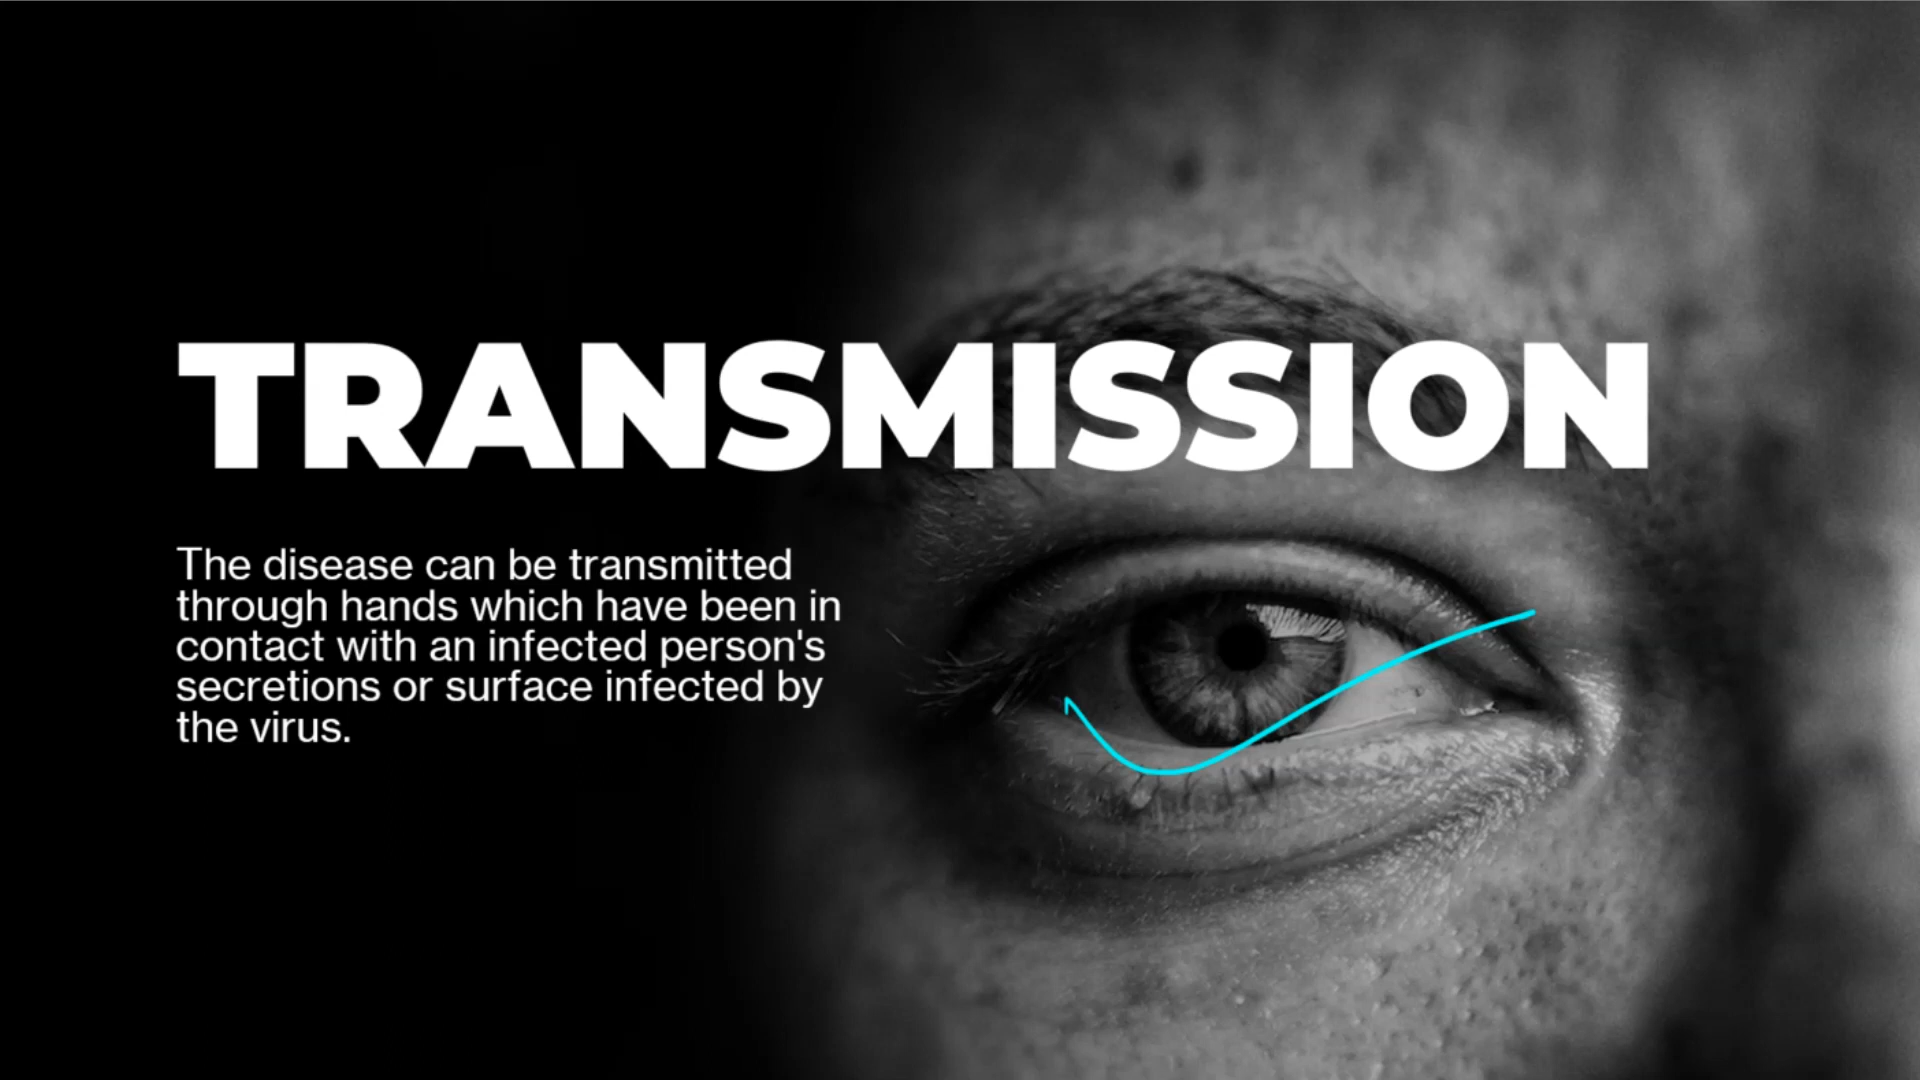 TRANSMISSION
The disease can be transmitted
through hands which have been in
contact with an infected person's
secretions or surface infected by
the virus.